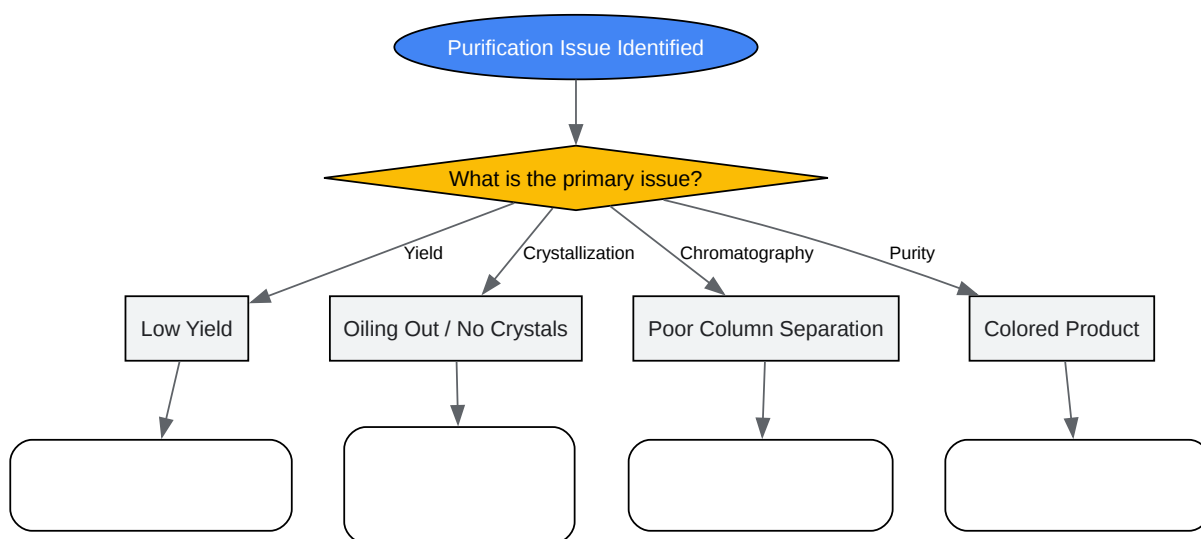 Purification Issue Identified
What is the primary issue?
Yield
Crystallization
Chromatography
Purity
Low Yield
Oiling Out / No Crystals
Poor Column Separation
Colored Product